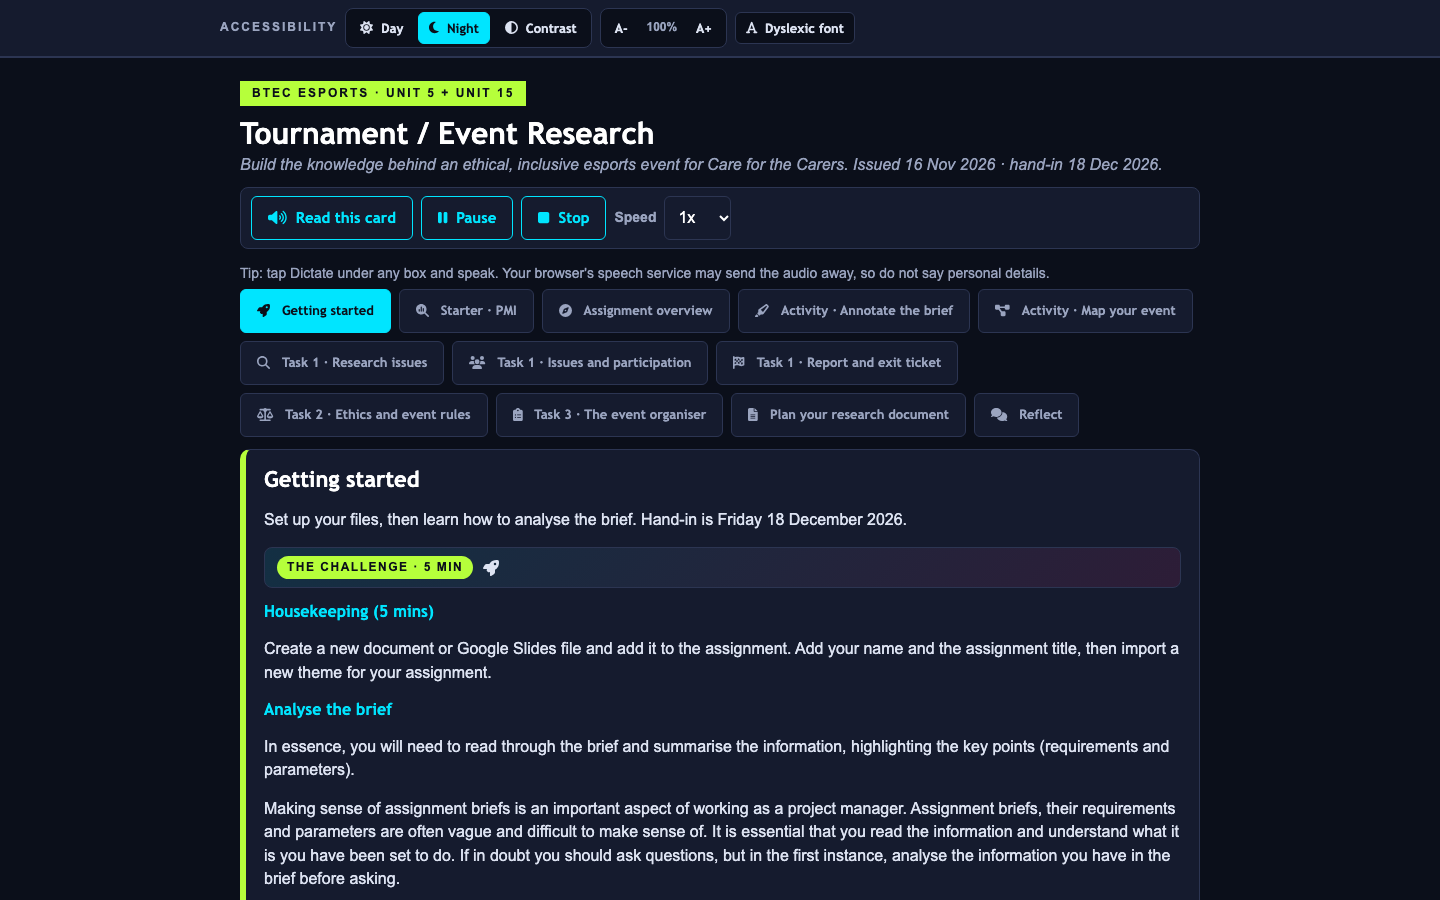 ACCESSIBILITY Day Night Contrast A- 100% A+ Dyslexic font
BTEC ESPORTS · UNIT 5 + UNIT 15
Tournament / Event Research
Build the knowledge behind an ethical, inclusive esports event for Care for the Carers. Issued 16 Nov 2026 · hand-in 18 Dec 2026.
Read this card Pause Stop Speed 1x
Tip: tap Dictate under any box and speak. Your browser's speech service may send the audio away, so do not say personal details.
Getting started Starter · PMI Assignment overview Activity · Annotate the brief Activity · Map your event
Task 1 · Research issues Task 1 · Issues and participation Task 1 · Report and exit ticket
Task 2 · Ethics and event rules Task 3 · The event organiser Plan your research document Reflect
Getting started
Set up your files, then learn how to analyse the brief. Hand-in is Friday 18 December 2026.
THE CHALLENGE · 5 MIN
Housekeeping (5 mins)
Create a new document or Google Slides file and add it to the assignment. Add your name and the assignment title, then import a
new theme for your assignment.
Analyse the brief
In essence, you will need to read through the brief and summarise the information, highlighting the key points (requirements and
parameters).
Making sense of assignment briefs is an important aspect of working as a project manager. Assignment briefs, their requirements
and parameters are often vague and difficult to make sense of. It is essential that you read the information and understand what it
is you have been set to do. If in doubt you should ask questions, but in the first instance, analyse the information you have in the
brief before asking.